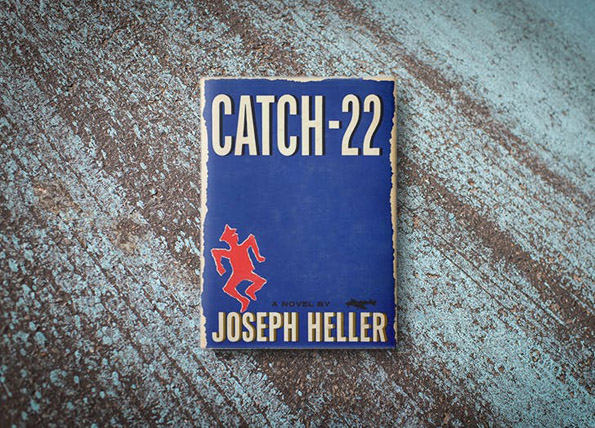 CATCH-22
A NOVEL BY
JOSEPH HELLER